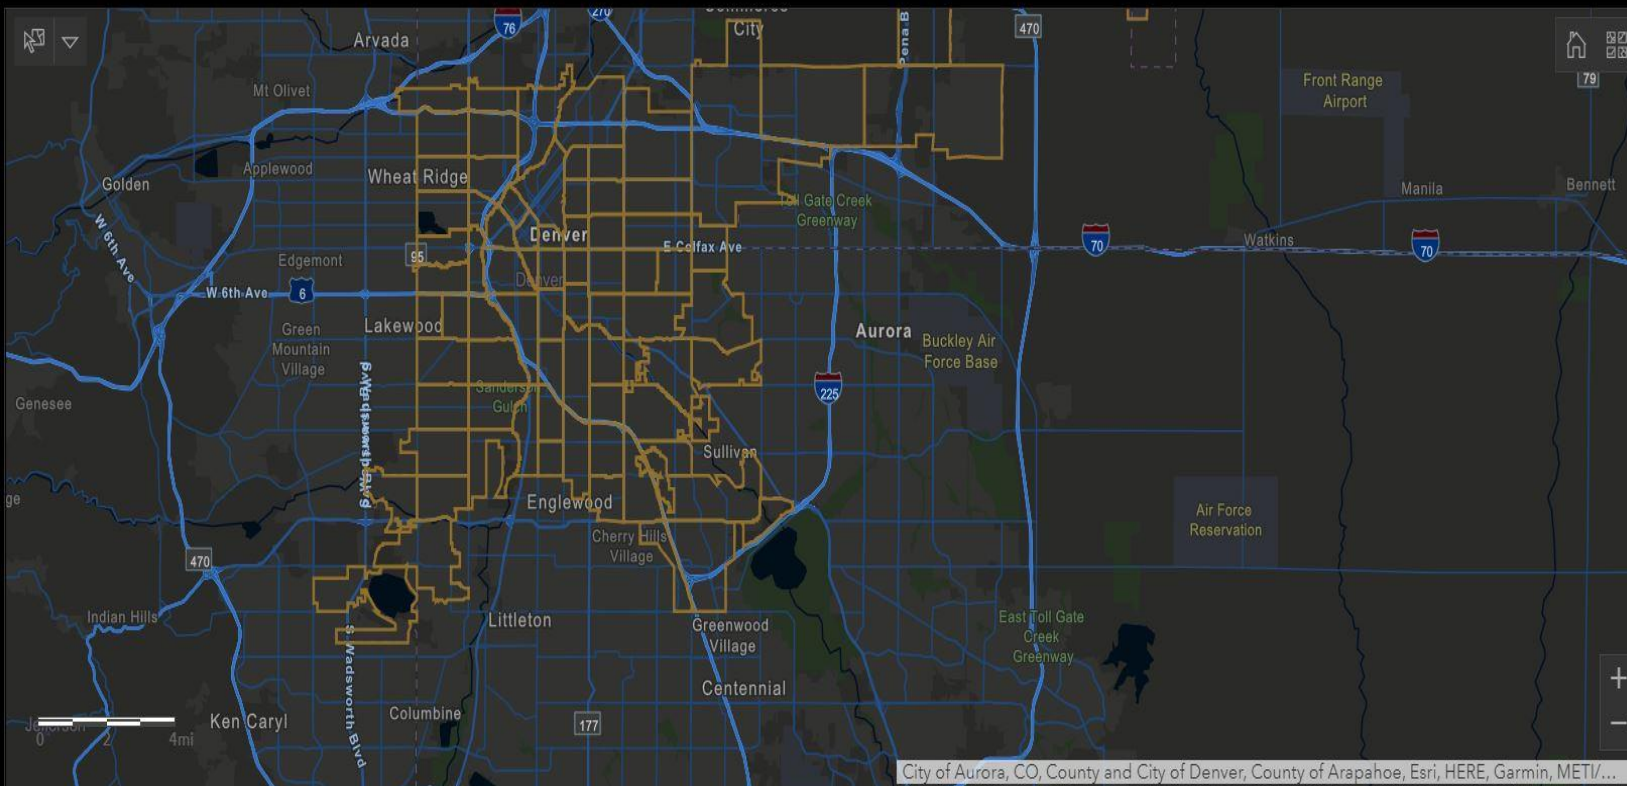 76
270
City
470
Arvada
Mt Olivet
Front Range
Airport
79
Applewood
Wheat Ridge
Golden
Manila
Bennett
Toll Gate Creek
Greenway
W 6th Ave
Denver
E Colfax Ave
95
70
Watkins
70
Edgemont
Denver
W 6th Ave
6
Green
Mountain
Village
Lakewood
Aurora
Buckley Air
Force Base
Sanderson
Gulch
225
Genesee
S Wadsworth Blvd
Sullivan
ge
Englewood
Air Force
Reservation
Cherry Hills
Village
470
Indian Hills
Littleton
Greenwood
Village
East Toll Gate
Creek
Greenway
S Wadsworth Blvd
Centennial
Columbine
177
Ken Caryl
Jefferson
0 2 4mi
+
−
City of Aurora, CO, County and City of Denver, County of Arapahoe, Esri, HERE, Garmin, METI/...